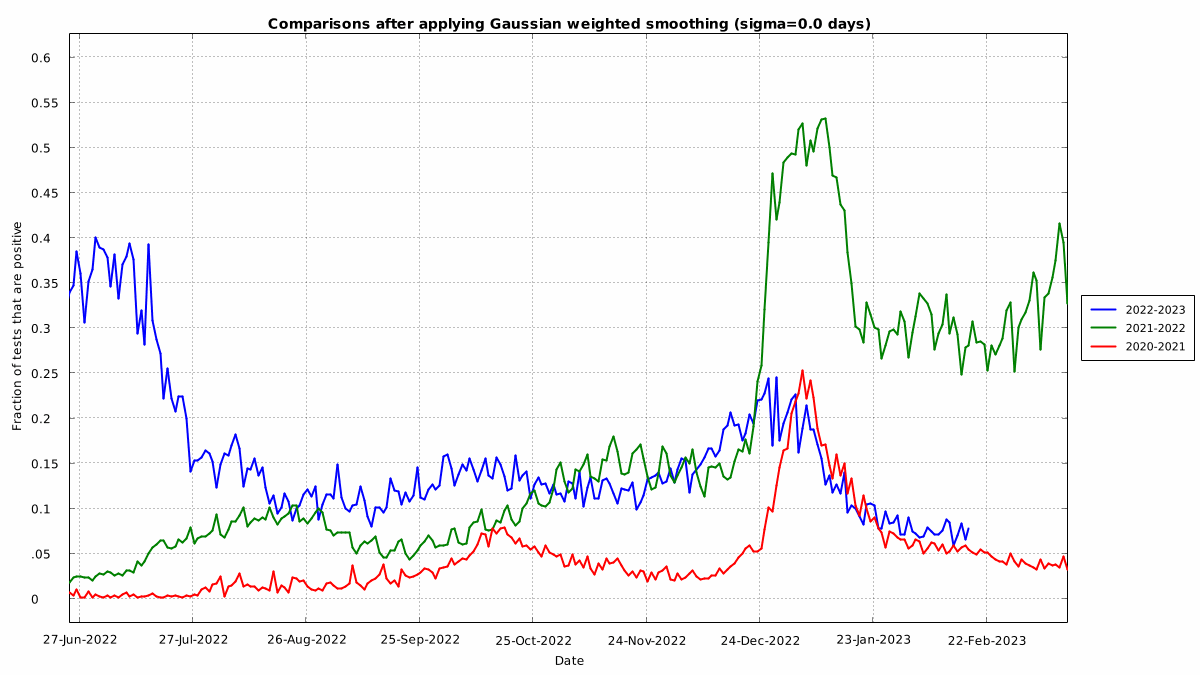 Comparisons after applying Gaussian weighted smoothing (sigma=0.0 days)
0.6
0.55
0.5
0.45
0.4
0.35
0.3
0.25
0.2
0.15
0.1
.05
0
Fraction of tests that are positive
27-Jun-2022
27-Jul-2022
26-Aug-2022
25-Sep-2022
25-Oct-2022
24-Nov-2022
24-Dec-2022
23-Jan-2023
22-Feb-2023
Date
2022-2023
2021-2022
2020-2021